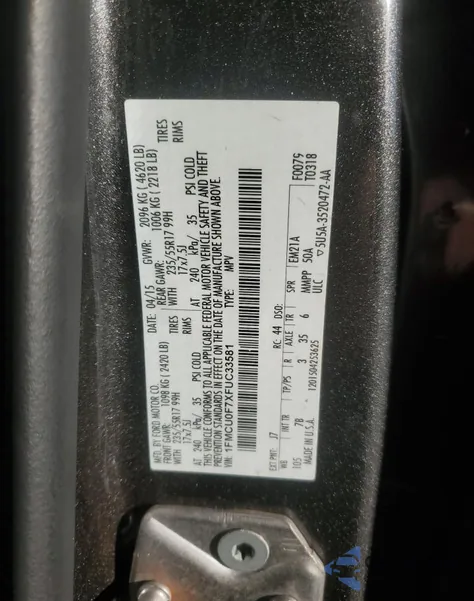 MFD. BY FORD MOTOR CO.
DATE: 04/15 GVWR: 2096 KG ( 4620 LB)
FRONT GAWR: 1098 KG ( 2420 LB) REAR GAWR: 1006 KG ( 2218 LB)
WITH 235/55R17 99H TIRES WITH 235/55R17 99H TIRES
17x7.5J RIMS 17x7.5J RIMS
AT 240 kPa/ 35 PSI COLD AT 240 kPa/ 35 PSI COLD
THIS VEHICLE CONFORMS TO ALL APPLICABLE FEDERAL MOTOR VEHICLE SAFETY AND THEFT
PREVENTION STANDARDS IN EFFECT ON THE DATE OF MANUFACTURE SHOWN ABOVE.
VIN: 1FMCU0F7XFUC33581 TYPE: MPV
EXT PNT: J7 RC: 44 DSO: F0079
WB INT TR TP/PS R AXLE TR SPR EM21A T0318
105 7B 3 35 6 MMPP 50A
MADE IN U.S.A. 1201504253625 ULC ▽5U5A-3520472-AA